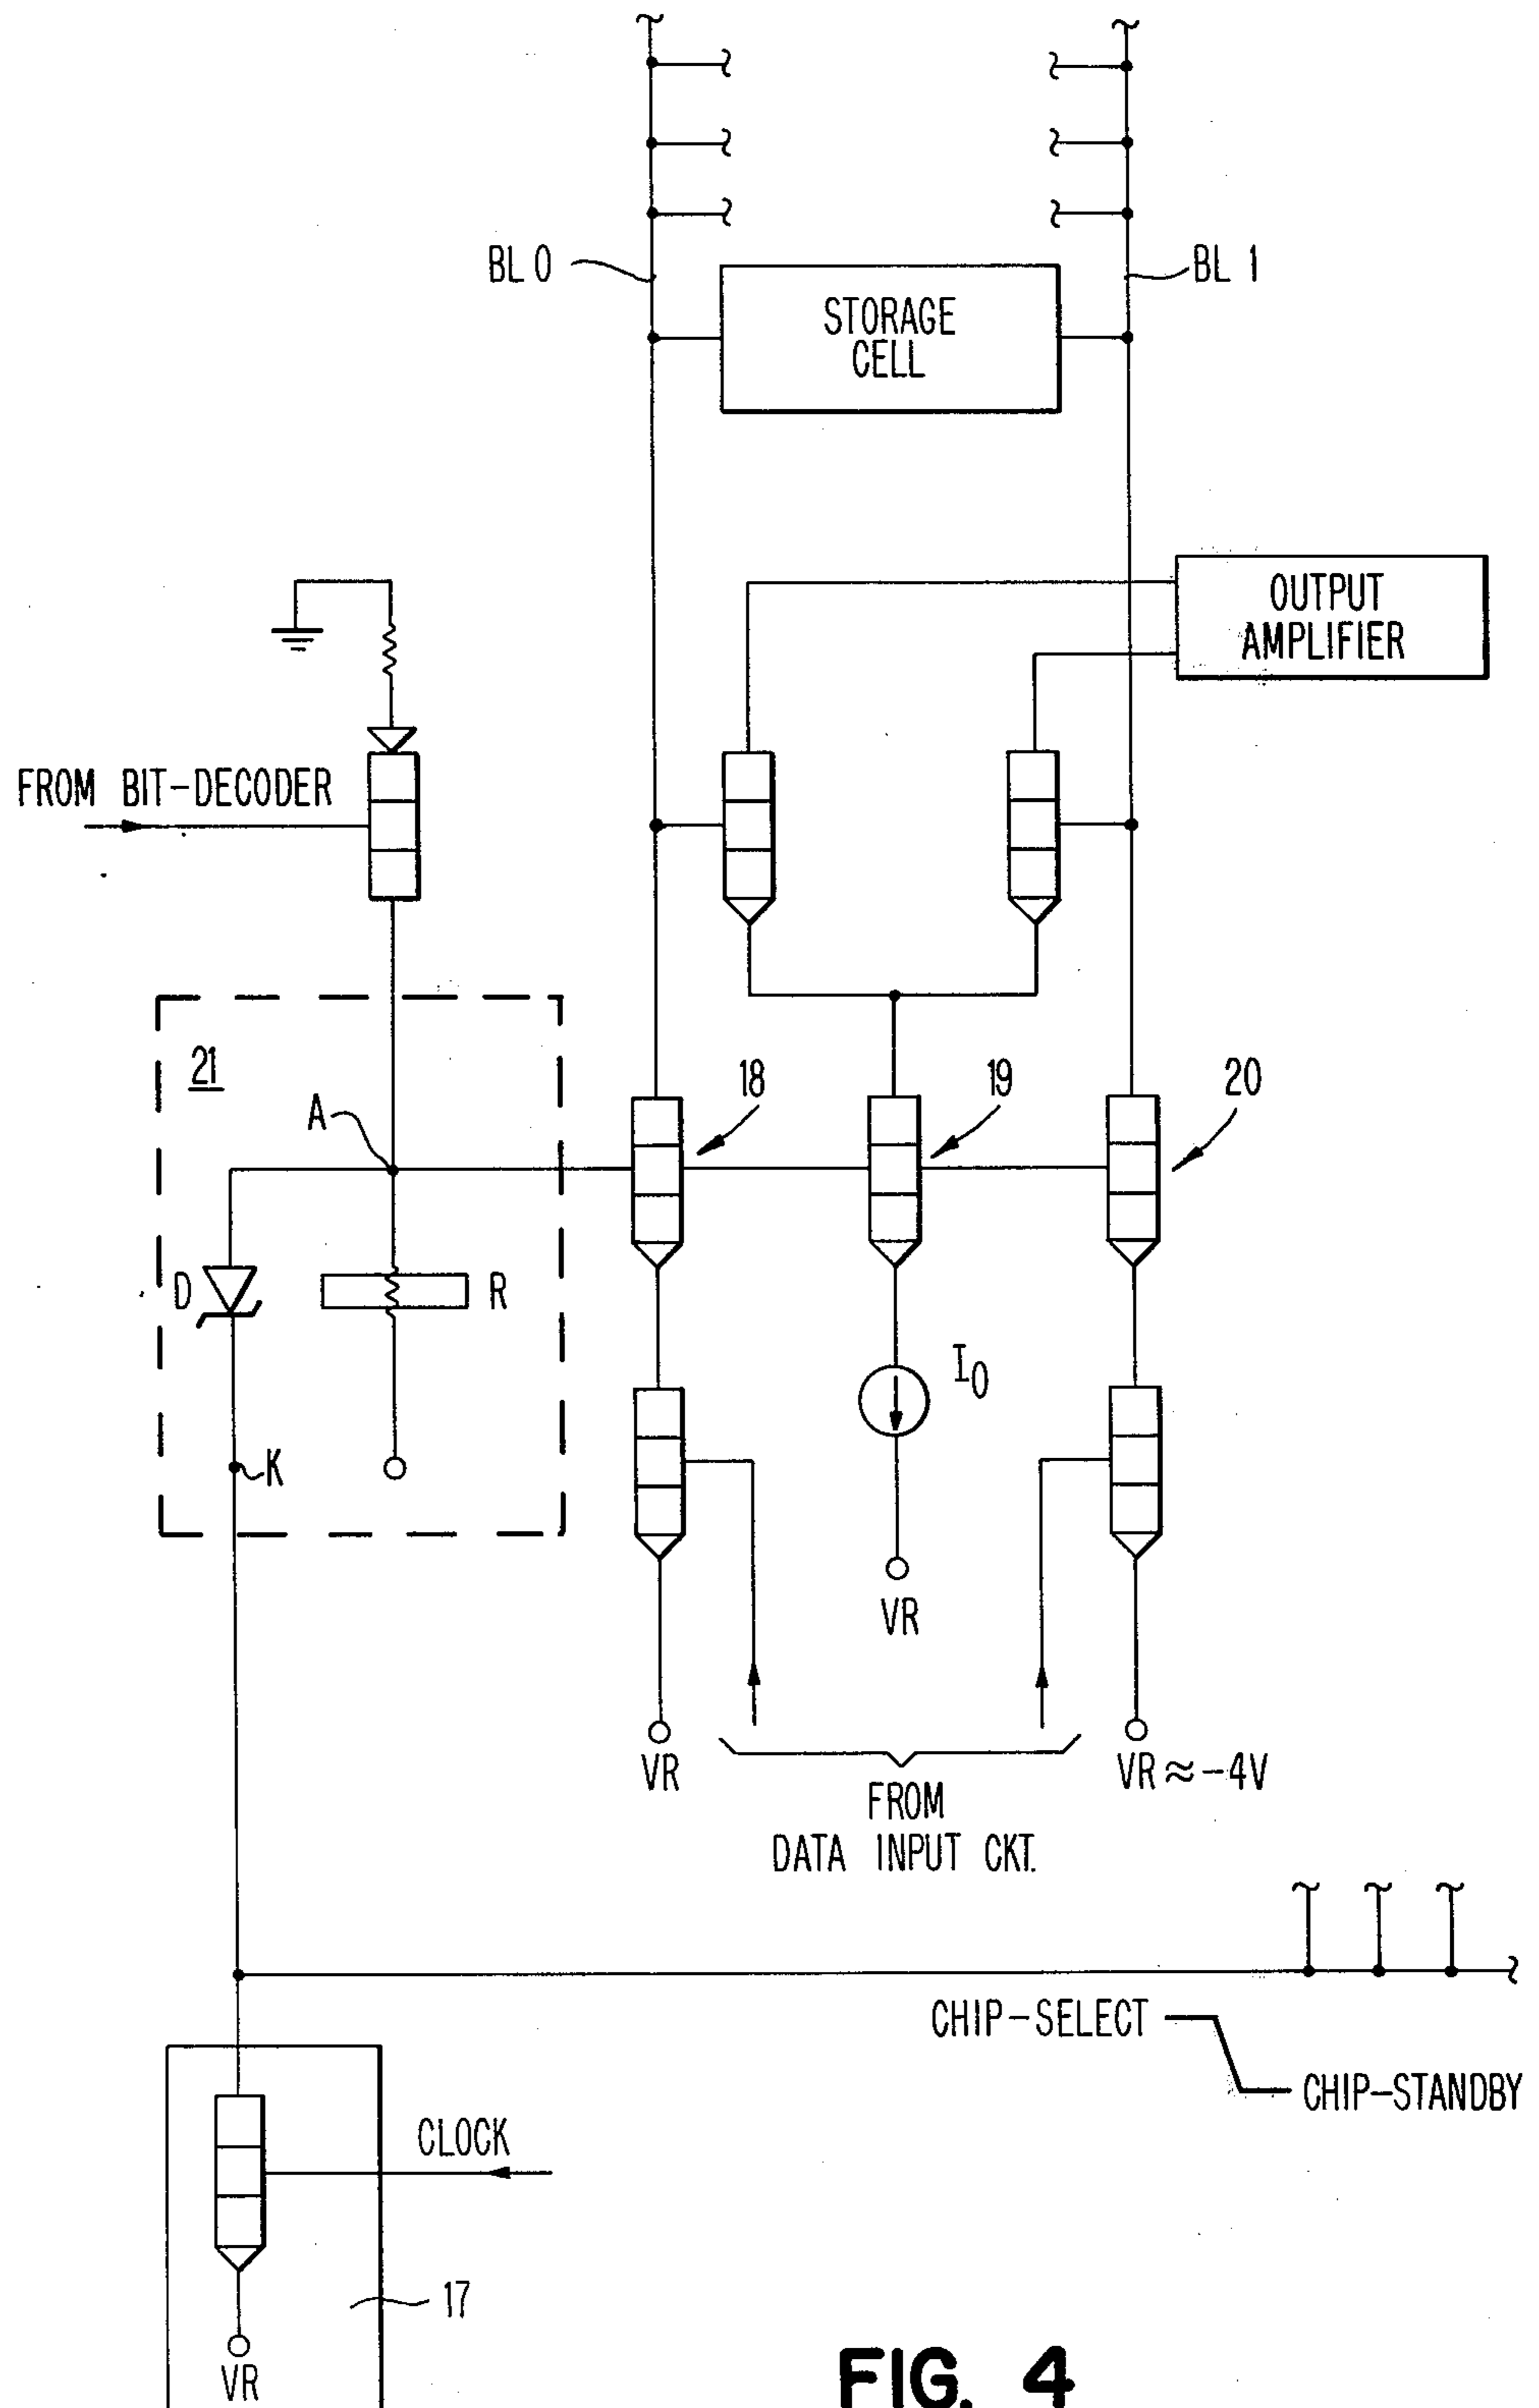 BL 0
BL 1
STORAGE
CELL
OUTPUT
AMPLIFIER
FROM BIT-DECODER
21
A
18
19
20
D
R
I0
K
VR
VR
VR ≈ -4V
FROM
DATA INPUT CKT.
CHIP-SELECT
CHIP-STANDBY
CLOCK
17
VR
FIG. 4